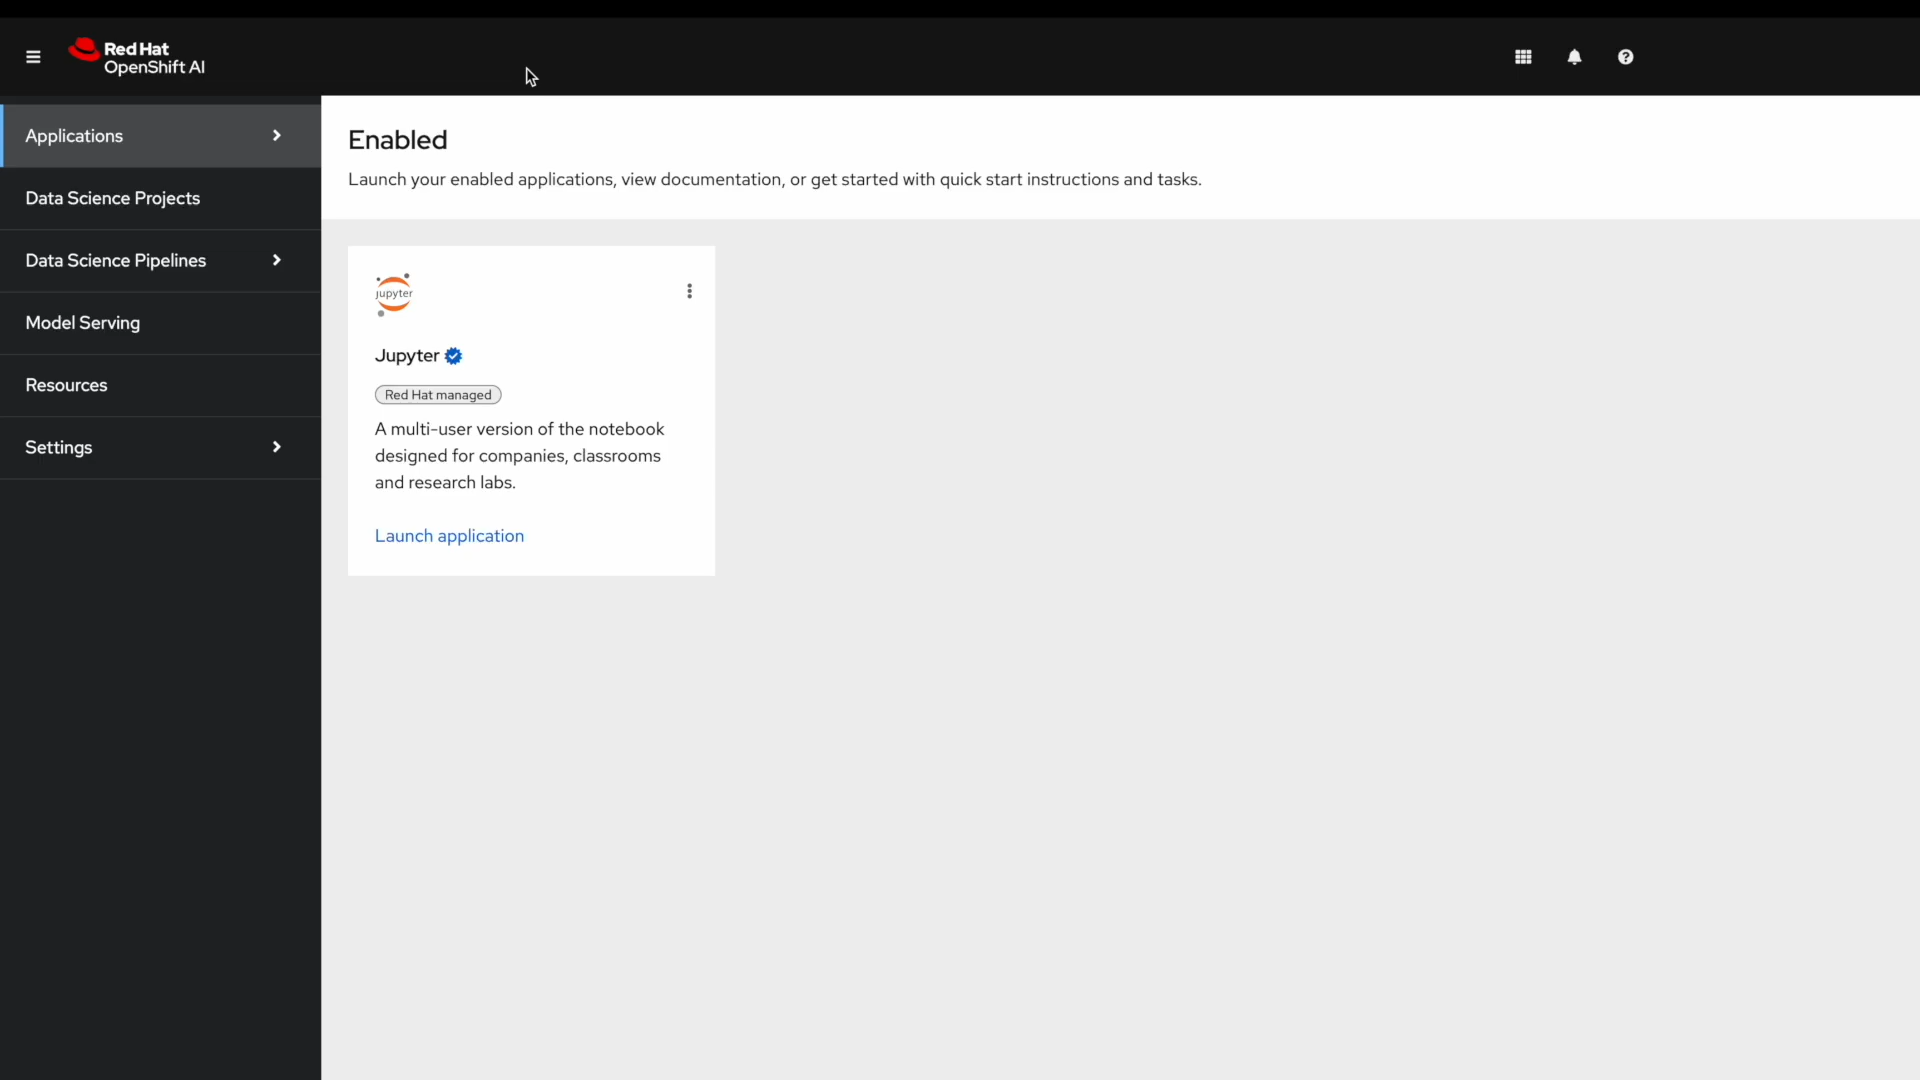 Red Hat
OpenShift AI
Applications
Data Science Projects
Data Science Pipelines
Model Serving
Resources
Settings
Enabled
Launch your enabled applications, view documentation, or get started with quick start instructions and tasks.
jupyter
Jupyter
Red Hat managed
A multi-user version of the notebook
designed for companies, classrooms
and research labs.
Launch application